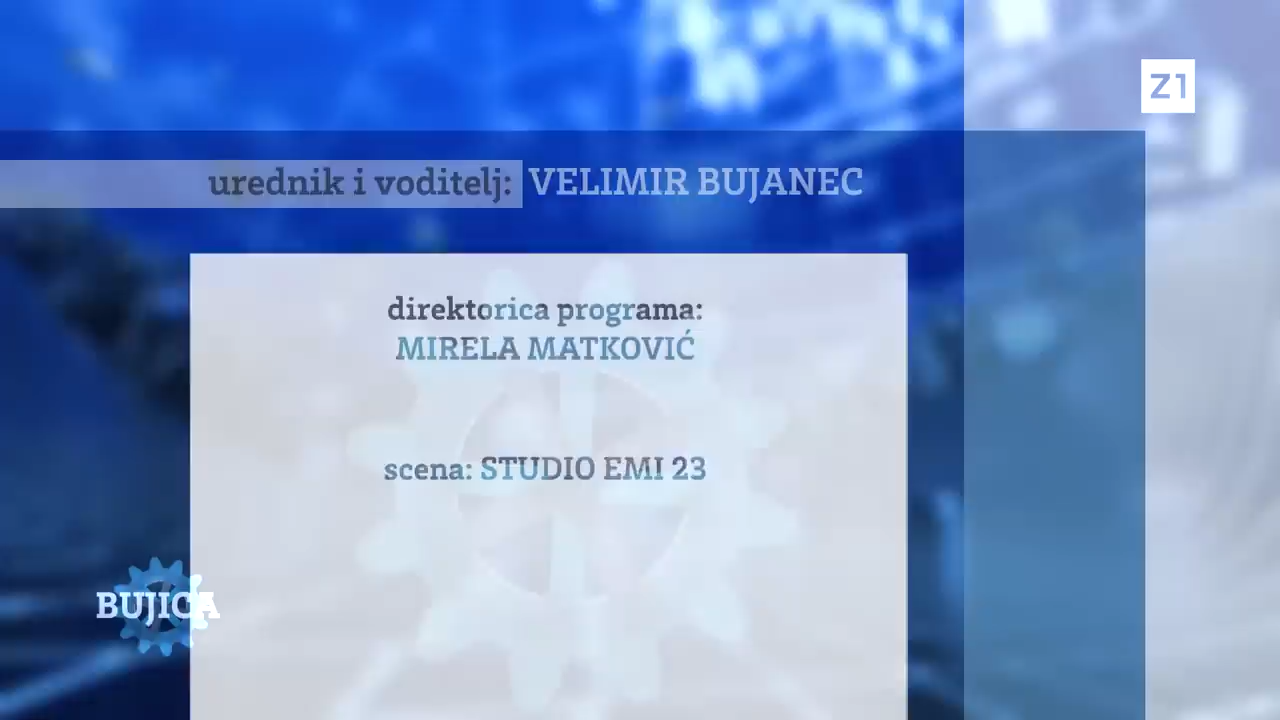 Z1
urednik i voditelj: VELIMIR BUJANEC
direktorica programa:
MIRELA MATKOVIĆ
scena: STUDIO EMI 23
BUJICA